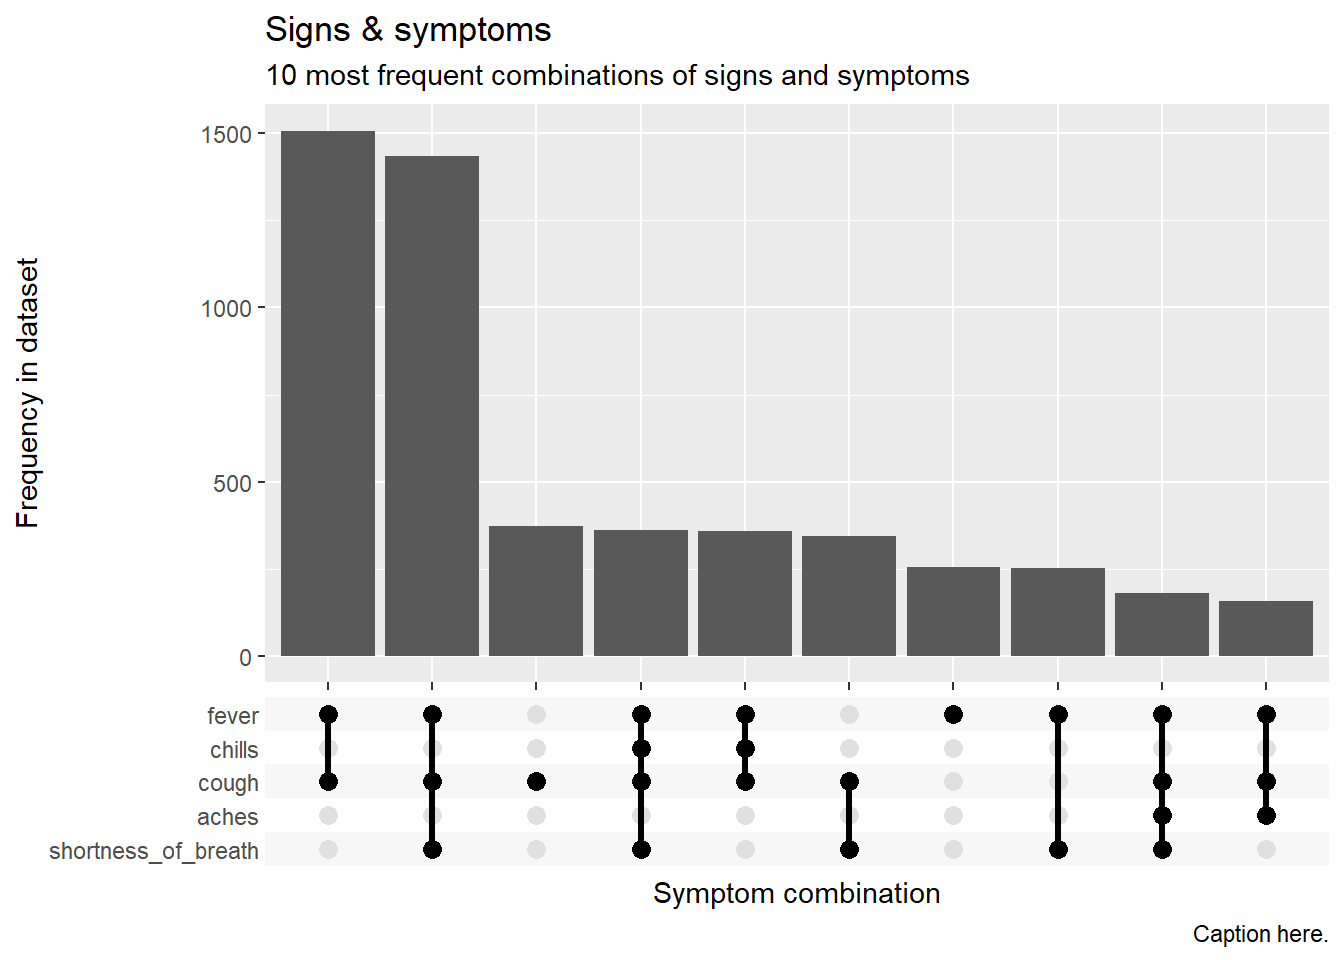 Signs & symptoms
10 most frequent combinations of signs and symptoms
Frequency in dataset
1500
1000
500
0
fever
chills
cough
aches
shortness_of_breath
Symptom combination
Caption here.